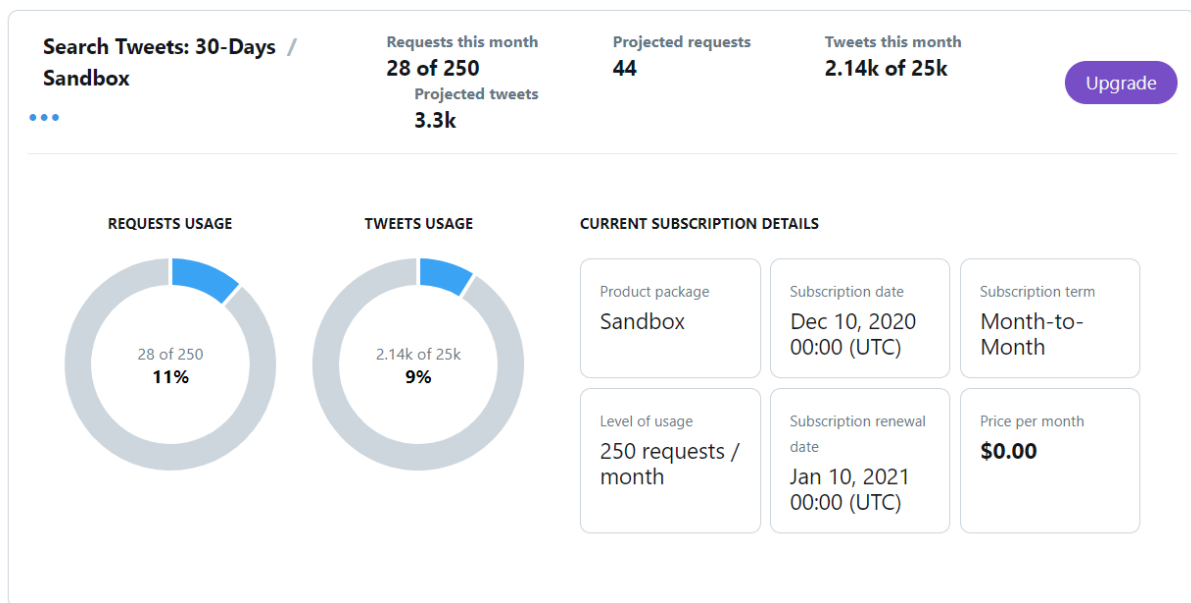 Search Tweets: 30-Days /
Sandbox
Requests this month
28 of 250
Projected requests
44
Tweets this month
2.14k of 25k
Projected tweets
3.3k
Upgrade
REQUESTS USAGE
28 of 250
11%
TWEETS USAGE
2.14k of 25k
9%
CURRENT SUBSCRIPTION DETAILS
Product package
Sandbox
Subscription date
Dec 10, 2020
00:00 (UTC)
Subscription term
Month-to-
Month
Level of usage
250 requests /
month
Subscription renewal
date
Jan 10, 2021
00:00 (UTC)
Price per month
$0.00